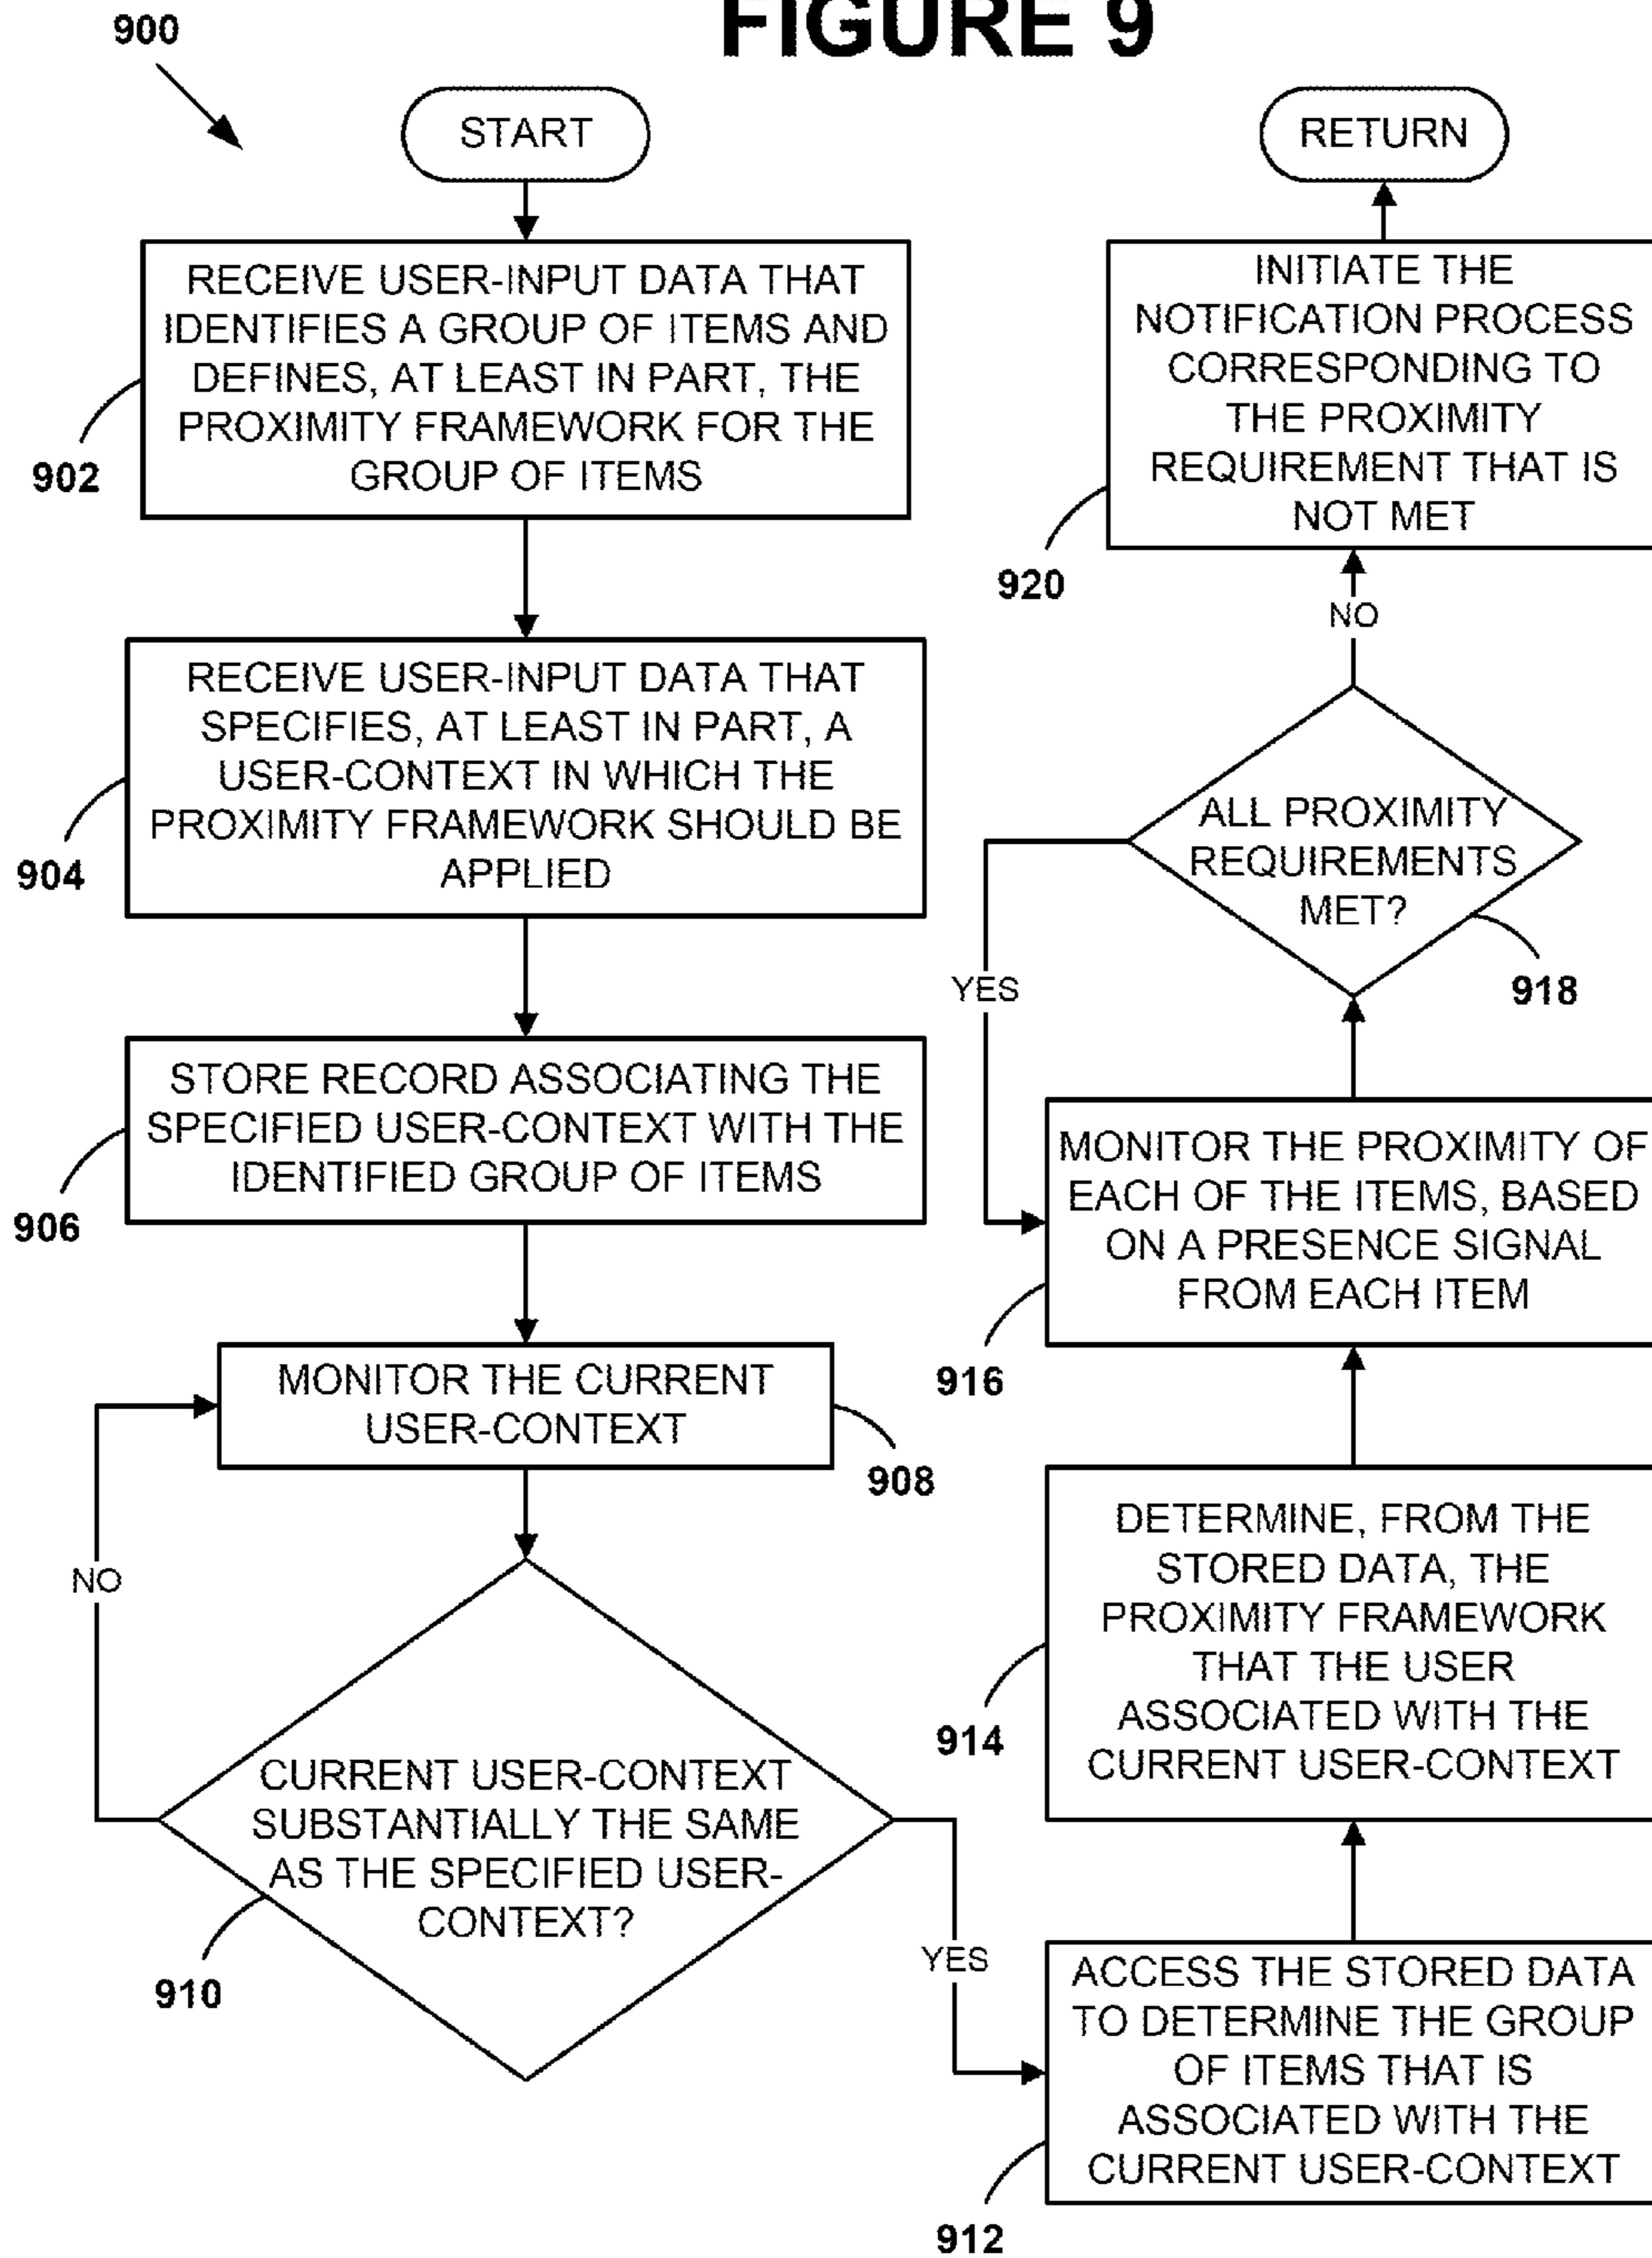 FIGURE 9
900
START
RECEIVE USER-INPUT DATA THAT
IDENTIFIES A GROUP OF ITEMS AND
DEFINES, AT LEAST IN PART, THE
PROXIMITY FRAMEWORK FOR THE
GROUP OF ITEMS
902
RECEIVE USER-INPUT DATA THAT
SPECIFIES, AT LEAST IN PART, A
USER-CONTEXT IN WHICH THE
PROXIMITY FRAMEWORK SHOULD BE
APPLIED
904
STORE RECORD ASSOCIATING THE
SPECIFIED USER-CONTEXT WITH THE
IDENTIFIED GROUP OF ITEMS
906
MONITOR THE CURRENT
USER-CONTEXT
908
NO
CURRENT USER-CONTEXT
SUBSTANTIALLY THE SAME
AS THE SPECIFIED USER-
CONTEXT?
910
YES
ACCESS THE STORED DATA
TO DETERMINE THE GROUP
OF ITEMS THAT IS
ASSOCIATED WITH THE
CURRENT USER-CONTEXT
912
DETERMINE, FROM THE
STORED DATA, THE
PROXIMITY FRAMEWORK
THAT THE USER
ASSOCIATED WITH THE
CURRENT USER-CONTEXT
914
MONITOR THE PROXIMITY OF
EACH OF THE ITEMS, BASED
ON A PRESENCE SIGNAL
FROM EACH ITEM
916
ALL PROXIMITY
REQUIREMENTS
MET?
918
YES
NO
INITIATE THE
NOTIFICATION PROCESS
CORRESPONDING TO
THE PROXIMITY
REQUIREMENT THAT IS
NOT MET
920
RETURN